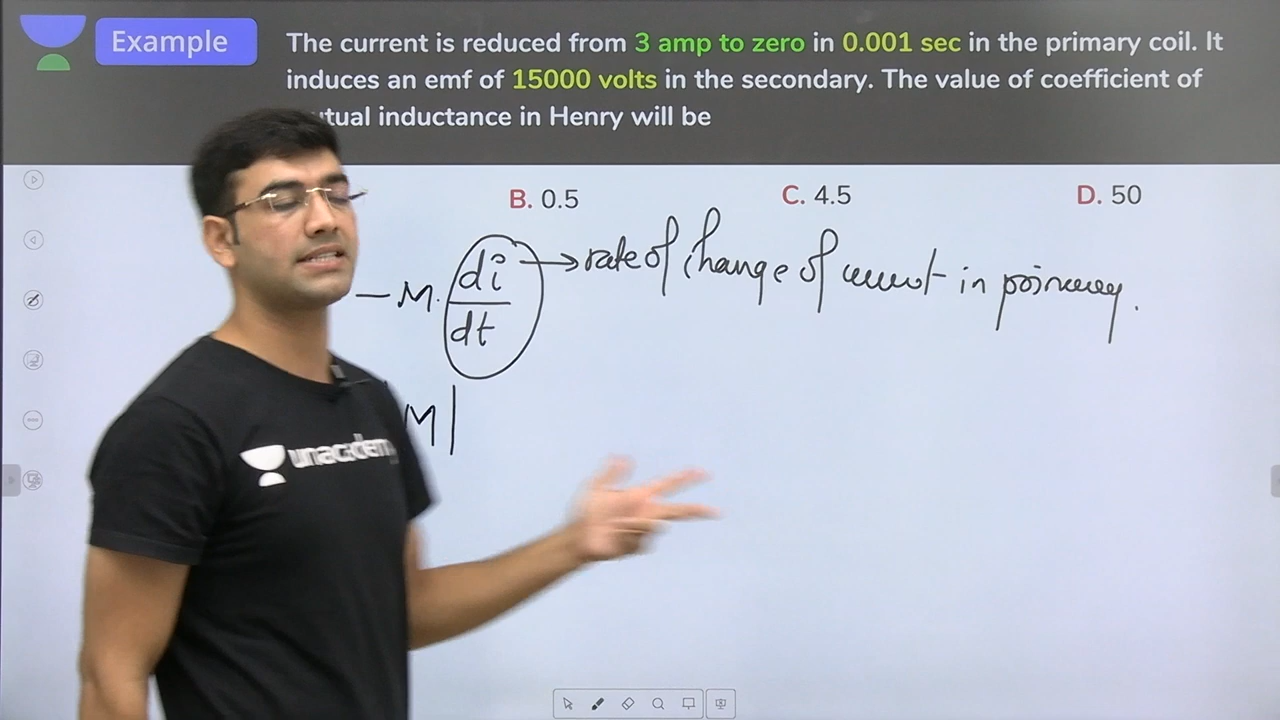 Example
The current is reduced from 3 amp to zero in 0.001 sec in the primary coil. It
induces an emf of 15000 volts in the secondary. The value of coefficient of
utual inductance in Henry will be
B. 0.5 C. 4.5 D. 50
-M. di/dt → rate of change of current in primary.
M|
unacadem